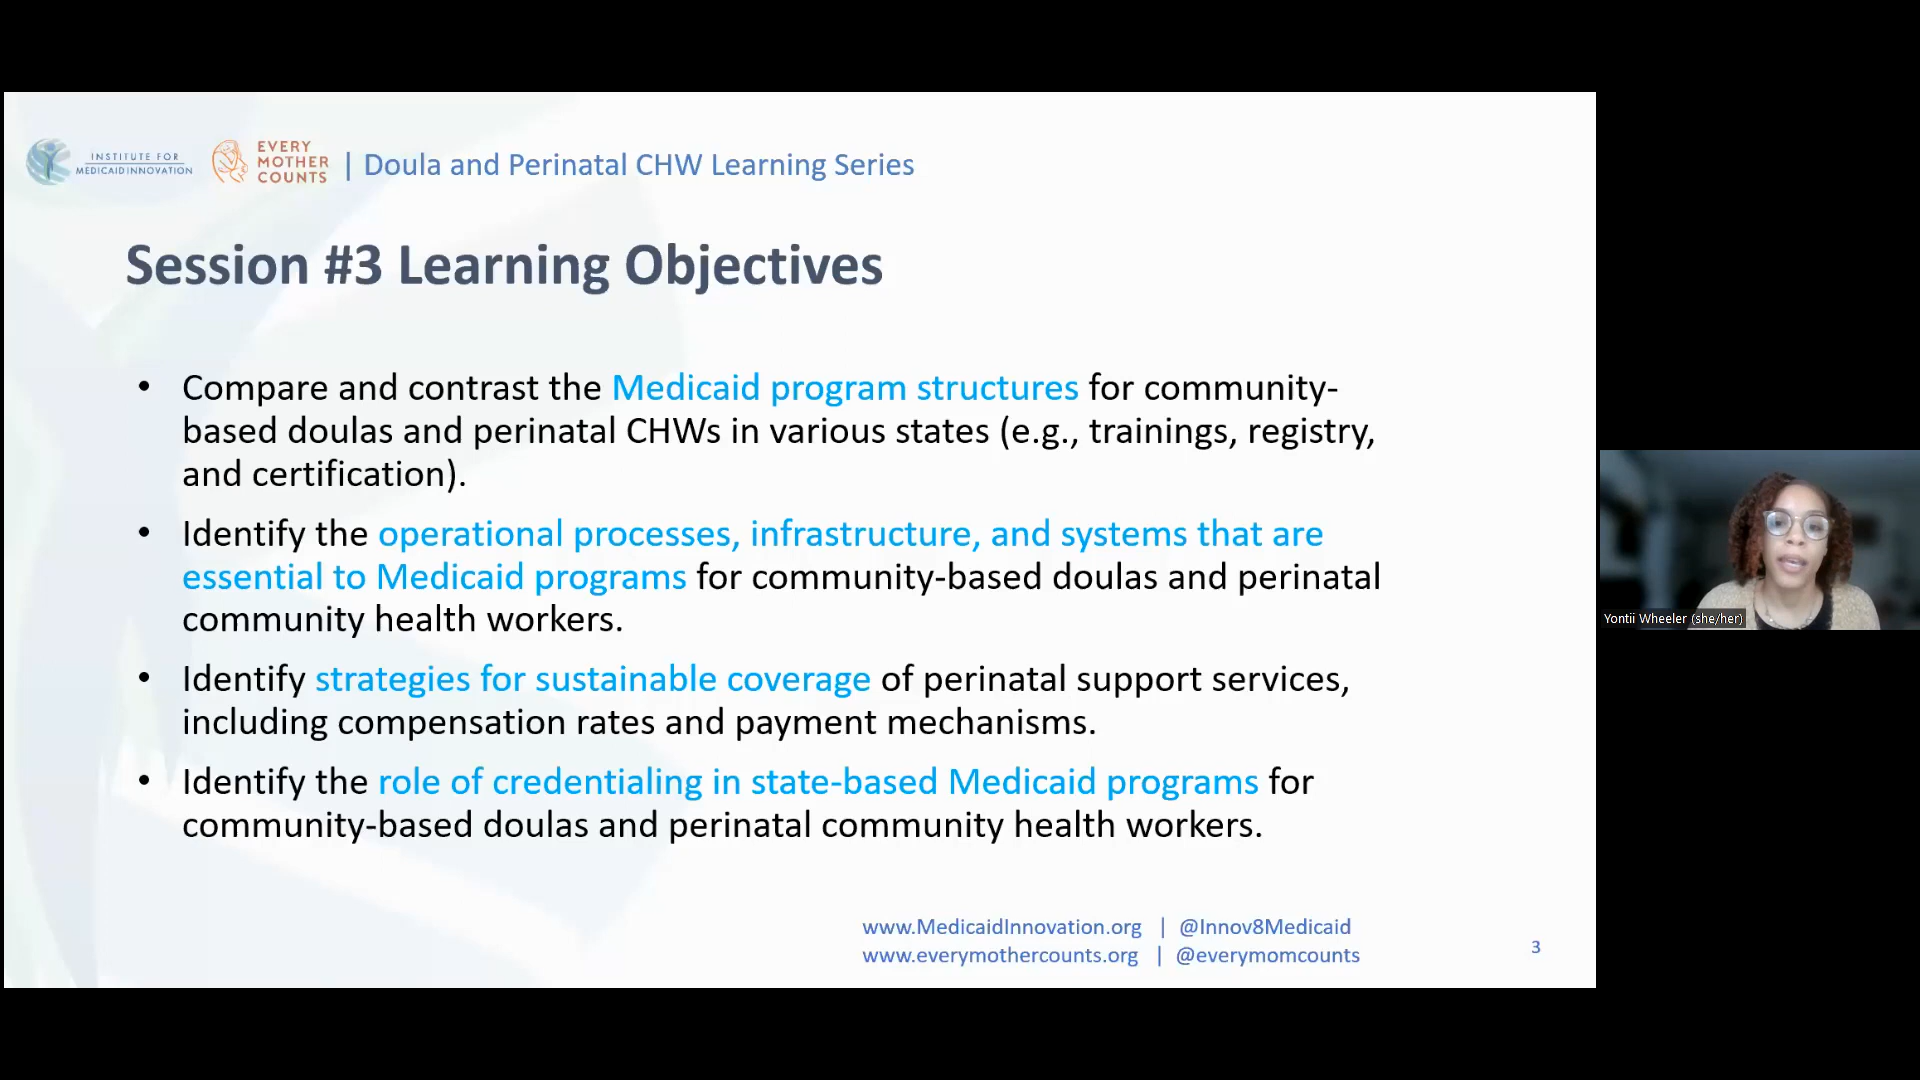 INSTITUTE FOR
MEDICAID INNOVATION
EVERY
MOTHER
COUNTS
| Doula and Perinatal CHW Learning Series
Session #3 Learning Objectives
• Compare and contrast the Medicaid program structures for community-
based doulas and perinatal CHWs in various states (e.g., trainings, registry,
and certification).
• Identify the operational processes, infrastructure, and systems that are
essential to Medicaid programs for community-based doulas and perinatal
community health workers.
• Identify strategies for sustainable coverage of perinatal support services,
including compensation rates and payment mechanisms.
• Identify the role of credentialing in state-based Medicaid programs for
community-based doulas and perinatal community health workers.
www.MedicaidInnovation.org | @Innov8Medicaid
www.everymothercounts.org | @everymomcounts
3
Yontii Wheeler (she/her)